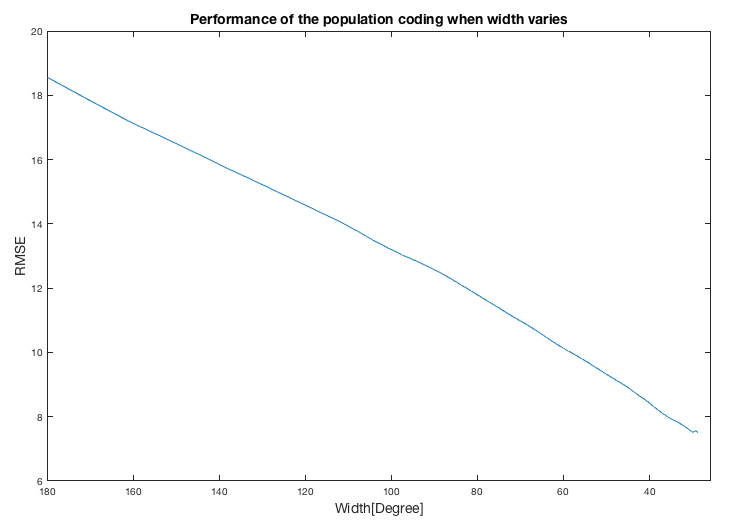 Performance of the population coding when width varies
20
18
16
14
12
10
8
6
RMSE
180 160 140 120 100 80 60 40
Width[Degree]